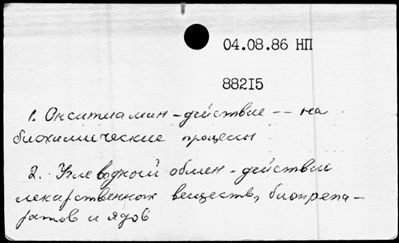 04.08.86 НП
88215
1. Окситиамин - действие -- на
биохимические процессы
2. Углеводный обмен - действие
лекарственных веществ, биопрепа-
ратов и ядов